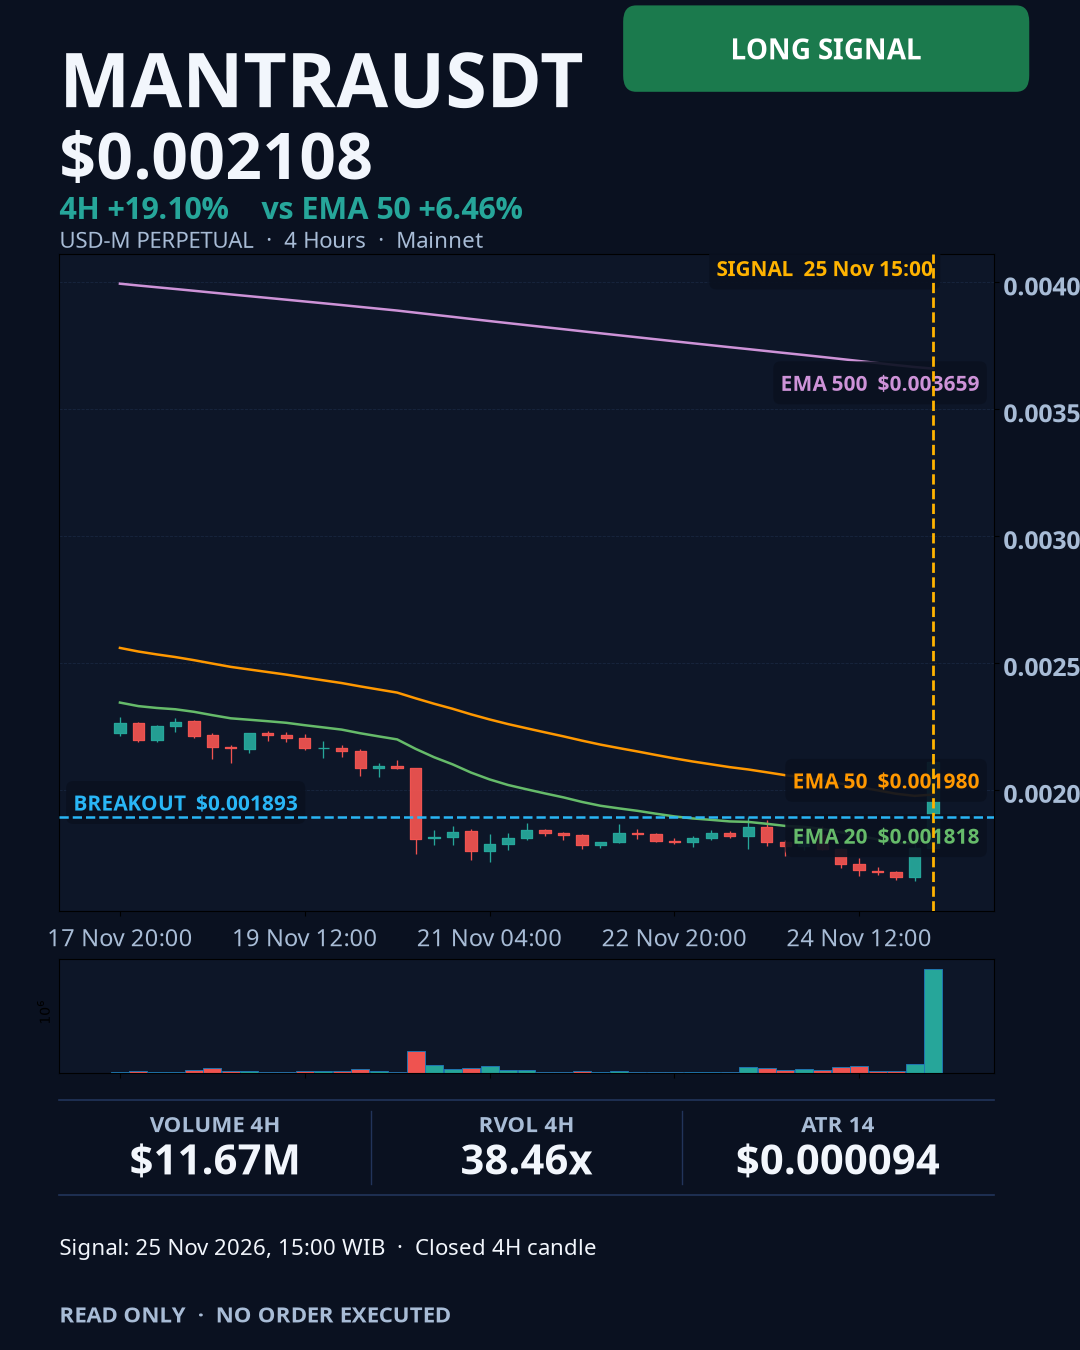 LONG SIGNAL
MANTRAUSDT
$0.002108
4H +19.10% vs EMA 50 +6.46%
USD-M PERPETUAL · 4 Hours · Mainnet
SIGNAL 25 Nov 15:00
0.0040
EMA 500 $0.003659
0.0035
0.0030
0.0025
EMA 50 $0.001980
0.0020
BREAKOUT $0.001893
EMA 20 $0.001818
17 Nov 20:00 19 Nov 12:00 21 Nov 04:00 22 Nov 20:00 24 Nov 12:00
10⁶
VOLUME 4H RVOL 4H ATR 14
$11.67M 38.46x $0.000094
Signal: 25 Nov 2026, 15:00 WIB · Closed 4H candle
READ ONLY · NO ORDER EXECUTED